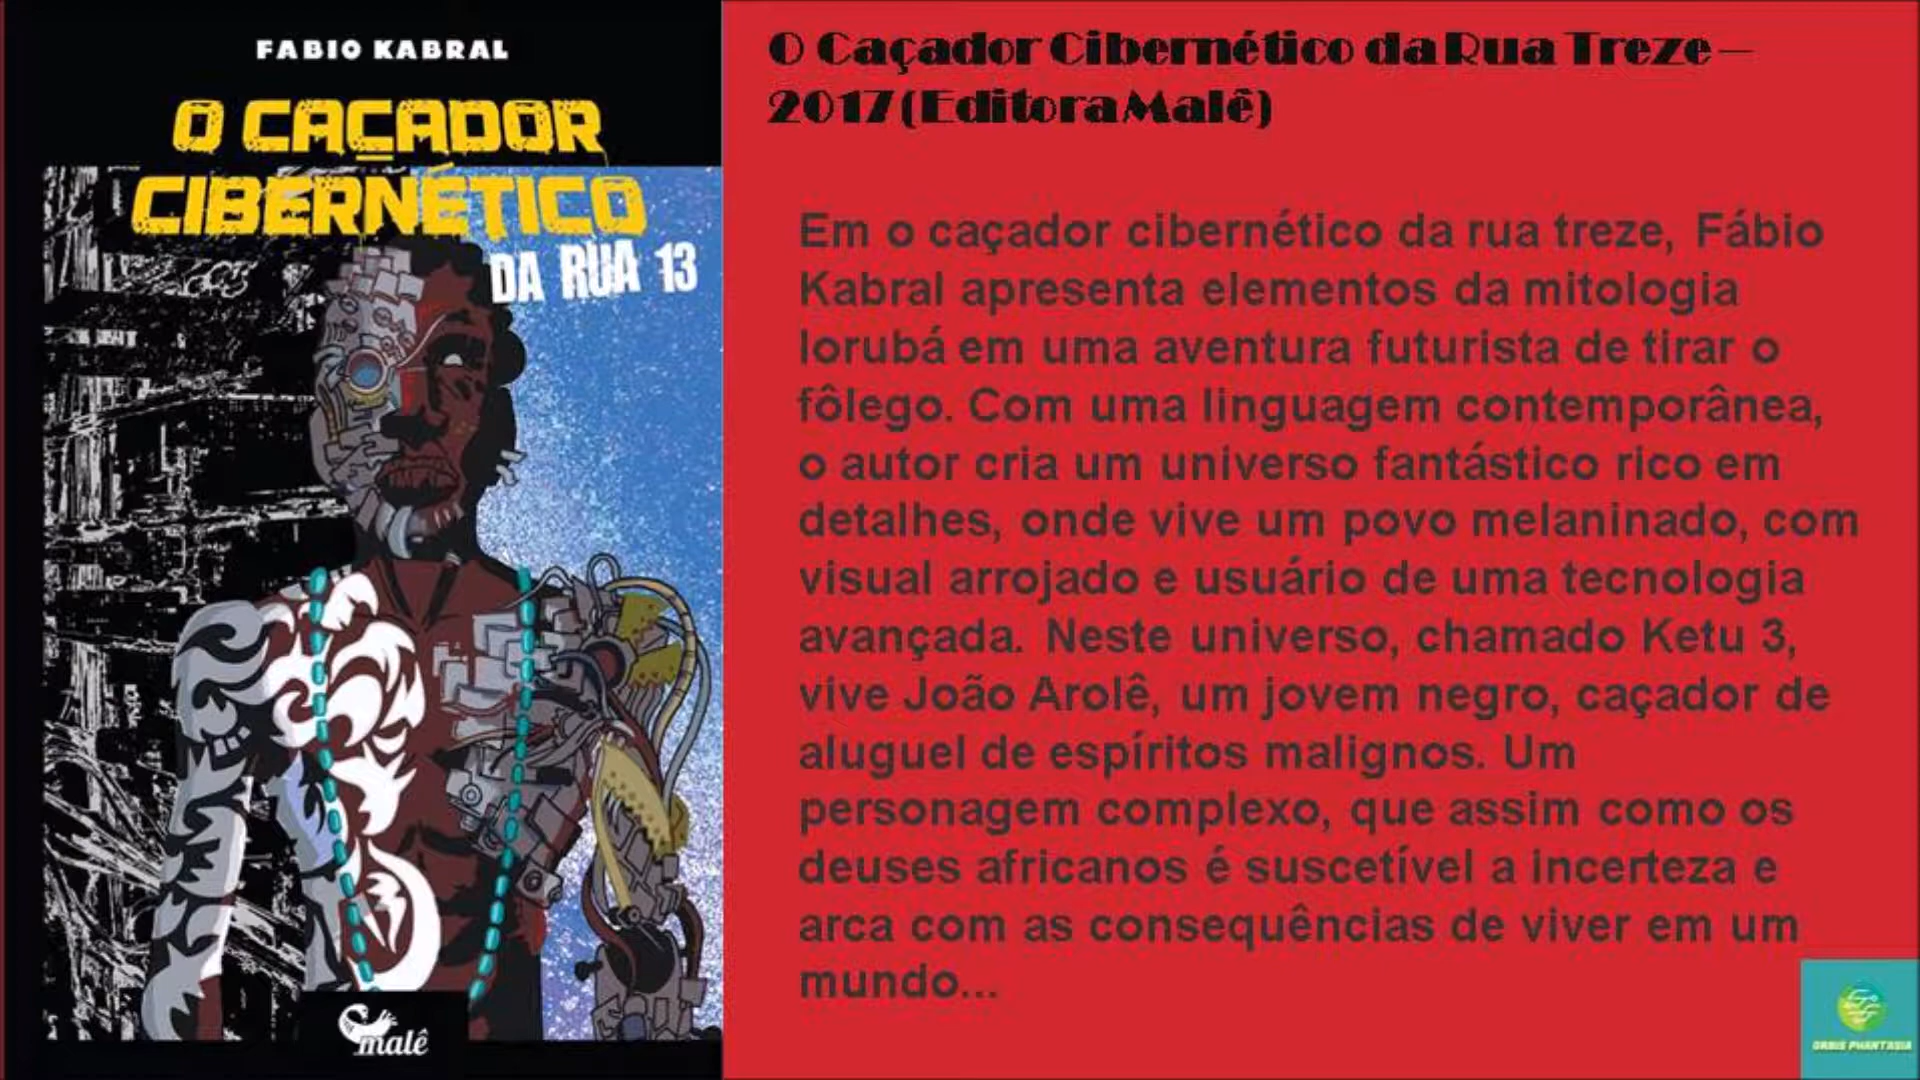 FABIO KABRAL
O CAÇADOR
CIBERNÉTICO
DA RUA 13
malê
O Caçador Cibernético da Rua Treze –
2017 (Editora Malê)
Em o caçador cibernético da rua treze, Fábio
Kabral apresenta elementos da mitologia
Iorubá em uma aventura futurista de tirar o
fôlego. Com uma linguagem contemporânea,
o autor cria um universo fantástico rico em
detalhes, onde vive um povo melaninado, com
visual arrojado e usuário de uma tecnologia
avançada. Neste universo, chamado Ketu 3,
vive João Arolê, um jovem negro, caçador de
aluguel de espíritos malignos. Um
personagem complexo, que assim como os
deuses africanos é suscetível a incerteza e
arca com as consequências de viver em um
mundo...
ORBIS PHANTASIA